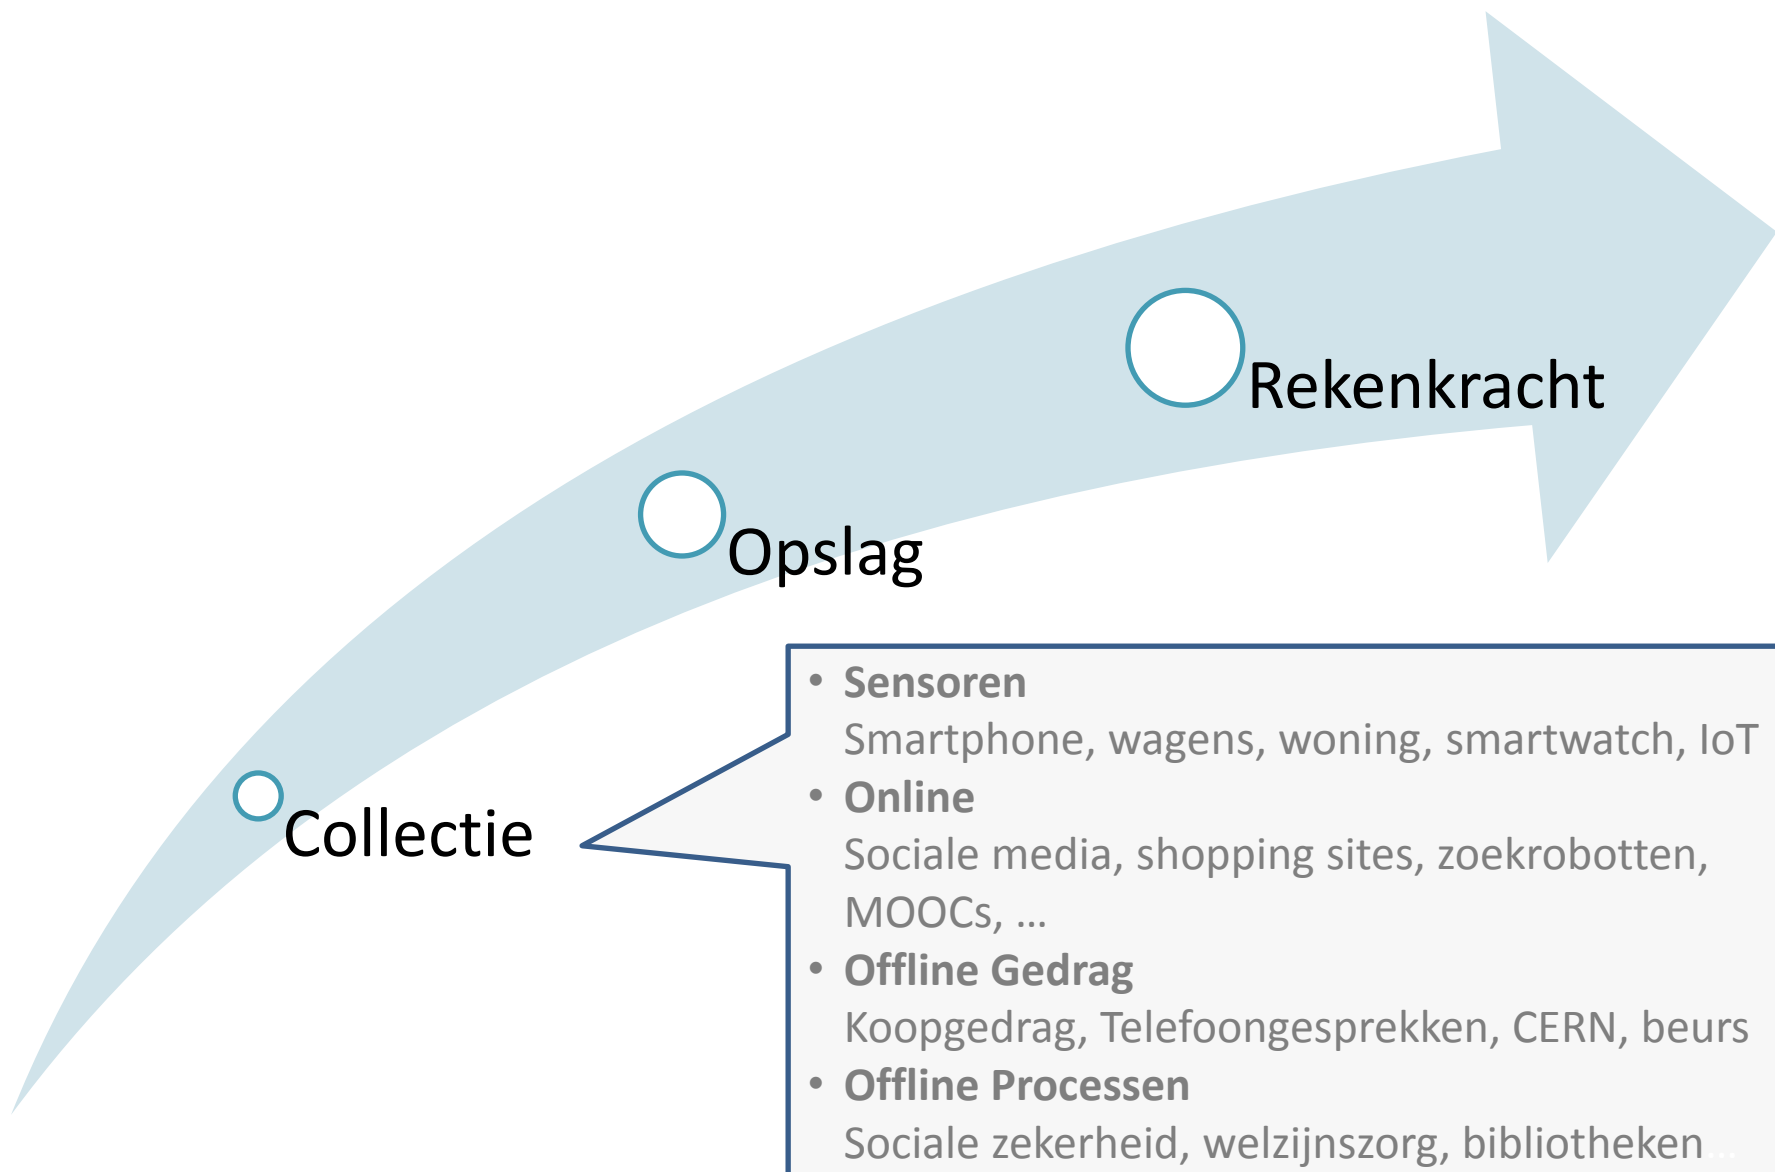 Rekenkracht
Opslag
Collectie
• Sensoren
Smartphone, wagens, woning, smartwatch, IoT
• Online
Sociale media, shopping sites, zoekrobotten,
MOOCs, …
• Offline Gedrag
Koopgedrag, Telefoongesprekken, CERN, beurs
• Offline Processen
Sociale zekerheid, welzijnszorg, bibliotheken…